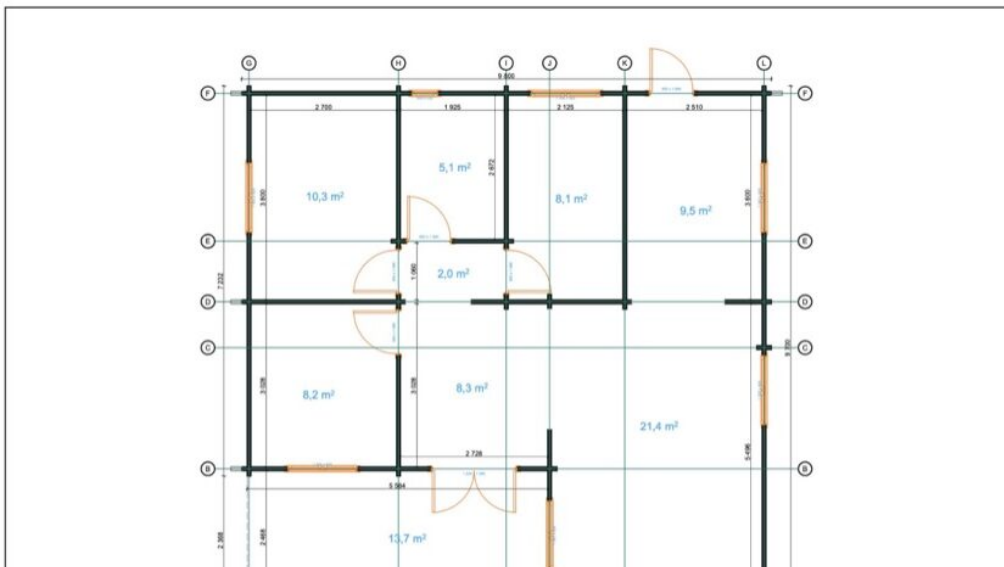 G H I J K L
9 800
F F
2 700 1 925 2 125 2 510
5,1 m²
2 672
10,3 m² 3 800 8,1 m² 9,5 m² 3 600
E E
2,0 m²
1 060
7 232
D D
C C
9 700
8,2 m² 3 028 8,3 m² 3 028
21,4 m²
5 496
2 728
B B
5 564
13,7 m²
2 368 2 468